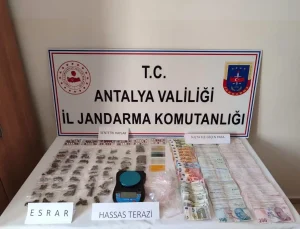 T.C.
ANTALYA VALİLİĞİ
İL JANDARMA KOMUTANLIĞI
ESRAR
HASSAS TERAZİ